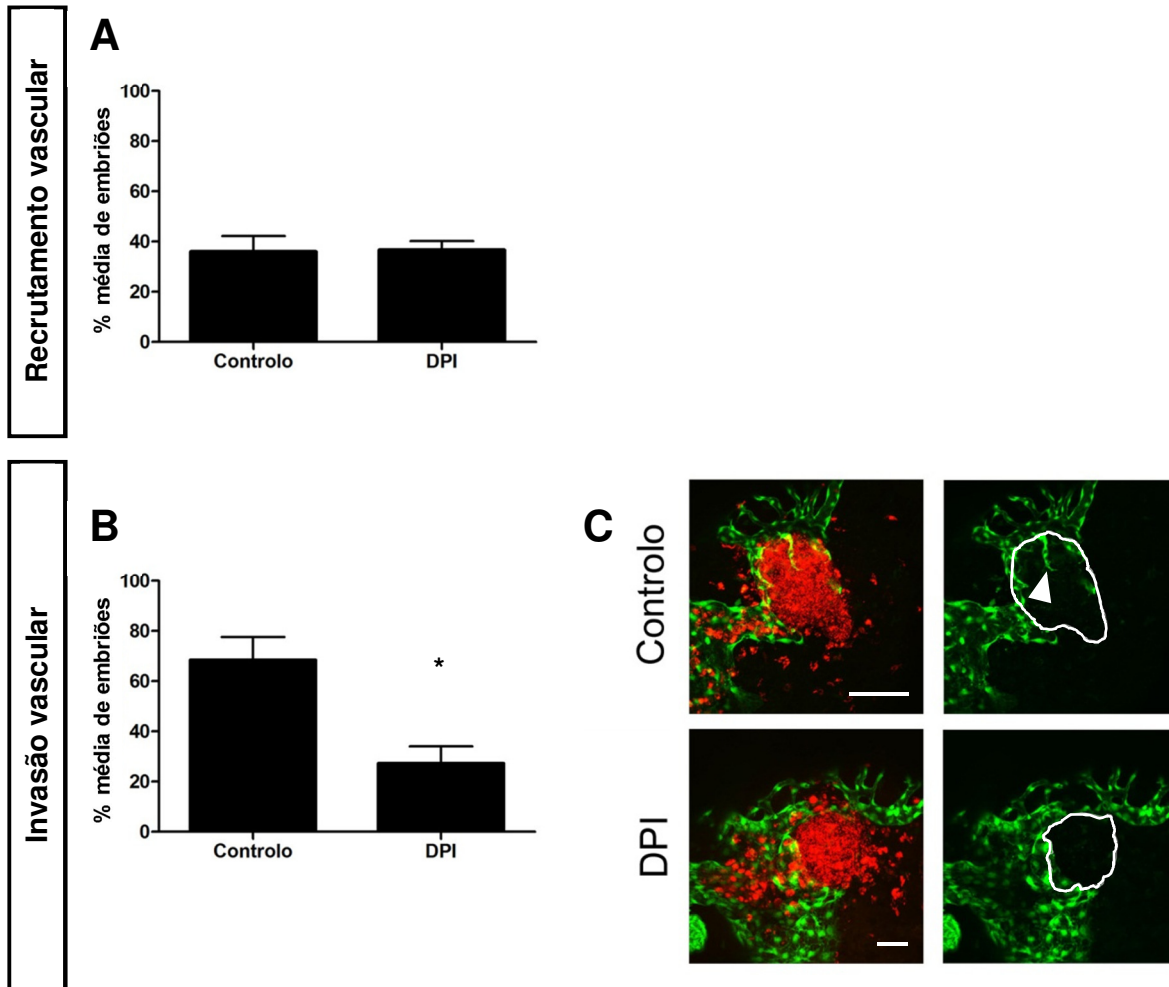 Recrutamento vascular
A
% média de embriões
100
80
60
40
20
0
Controlo DPI
Invasão vascular
B
% média de embriões
100
80
60
40
20
0
*
Controlo DPI
C
Controlo
DPI